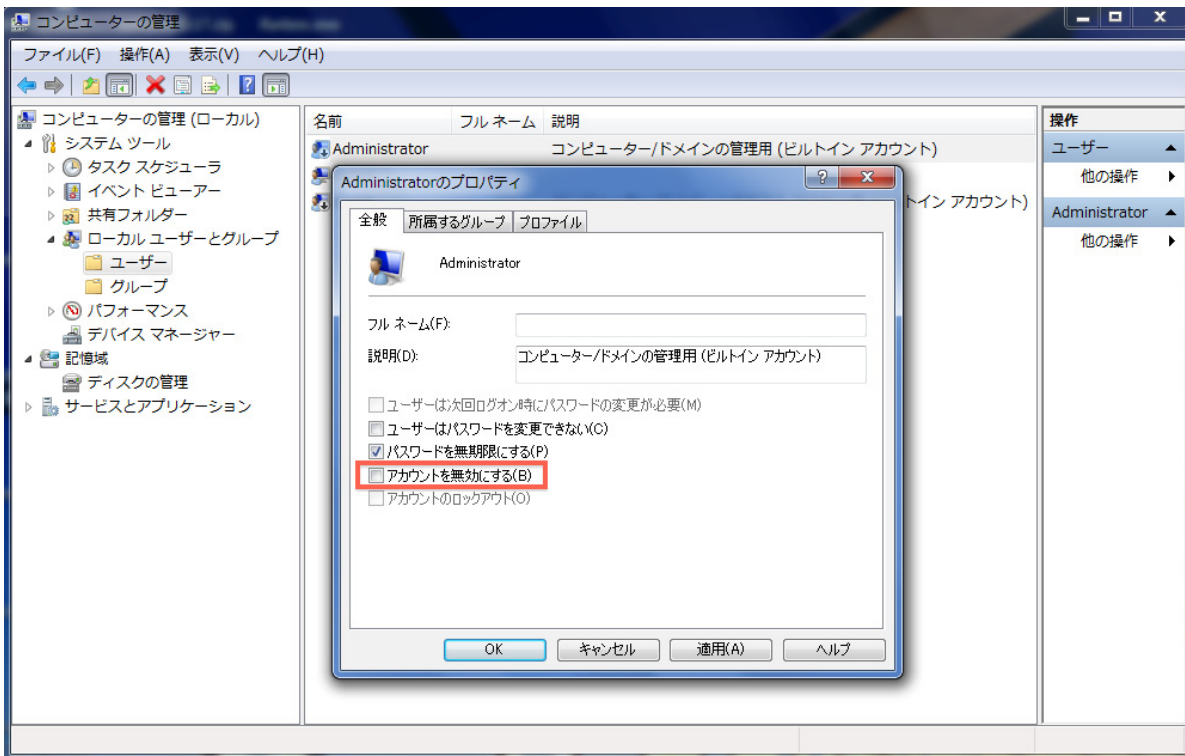 コンピューターの管理
ファイル(F) 操作(A) 表示(V) ヘルプ(H)
コンピューターの管理 (ローカル)
システム ツール
タスク スケジューラ
イベント ビューアー
共有フォルダー
ローカル ユーザーとグループ
ユーザー
グループ
パフォーマンス
デバイス マネージャー
記憶域
ディスクの管理
サービスとアプリケーション
名前 フル ネーム 説明
Administrator コンピューター/ドメインの管理用 (ビルトイン アカウント)
トイン アカウント)
Administratorのプロパティ
全般 所属するグループ プロファイル
Administrator
フル ネーム(F):
説明(D): コンピューター/ドメインの管理用 (ビルトイン アカウント)
ユーザーは次回ログオン時にパスワードの変更が必要(M)
ユーザーはパスワードを変更できない(C)
パスワードを無期限にする(P)
アカウントを無効にする(B)
アカウントのロックアウト(O)
OK キャンセル 適用(A) ヘルプ
操作
ユーザー
他の操作
Administrator
他の操作